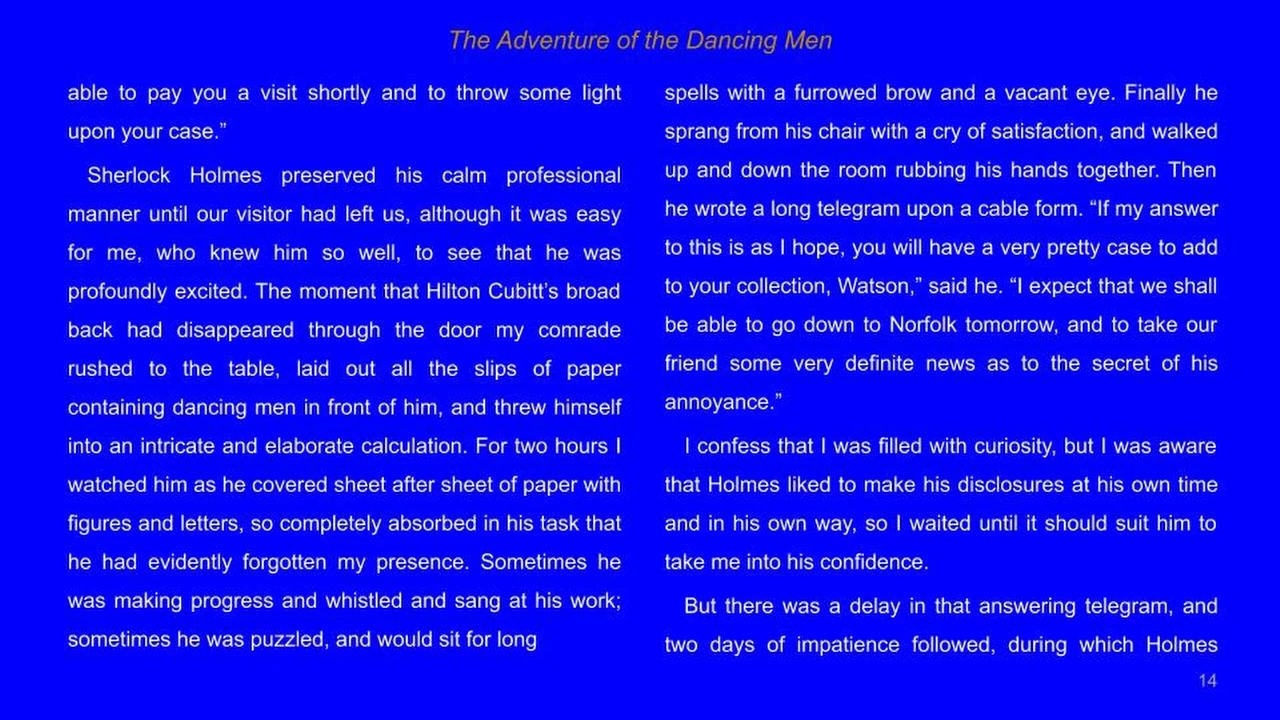 The Adventure of the Dancing Men
able to pay you a visit shortly and to throw some light
upon your case.”
Sherlock Holmes preserved his calm professional
manner until our visitor had left us, although it was easy
for me, who knew him so well, to see that he was
profoundly excited. The moment that Hilton Cubitt’s broad
back had disappeared through the door my comrade
rushed to the table, laid out all the slips of paper
containing dancing men in front of him, and threw himself
into an intricate and elaborate calculation. For two hours I
watched him as he covered sheet after sheet of paper with
figures and letters, so completely absorbed in his task that
he had evidently forgotten my presence. Sometimes he
was making progress and whistled and sang at his work;
sometimes he was puzzled, and would sit for long
spells with a furrowed brow and a vacant eye. Finally he
sprang from his chair with a cry of satisfaction, and walked
up and down the room rubbing his hands together. Then
he wrote a long telegram upon a cable form. “If my answer
to this is as I hope, you will have a very pretty case to add
to your collection, Watson,” said he. “I expect that we shall
be able to go down to Norfolk tomorrow, and to take our
friend some very definite news as to the secret of his
annoyance.”
I confess that I was filled with curiosity, but I was aware
that Holmes liked to make his disclosures at his own time
and in his own way, so I waited until it should suit him to
take me into his confidence.
But there was a delay in that answering telegram, and
two days of impatience followed, during which Holmes
14